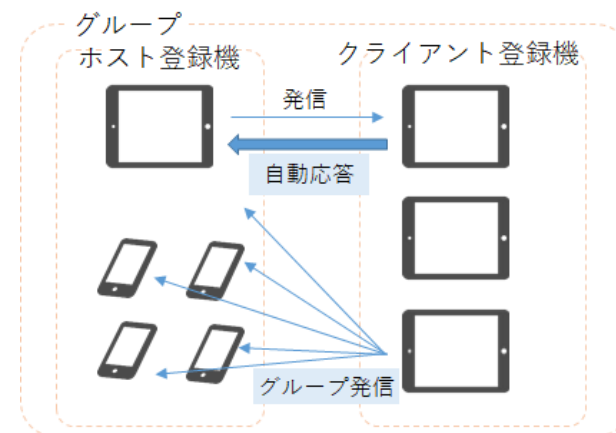 グループ
ホスト登録機
クライアント登録機
発信
自動応答
グループ発信